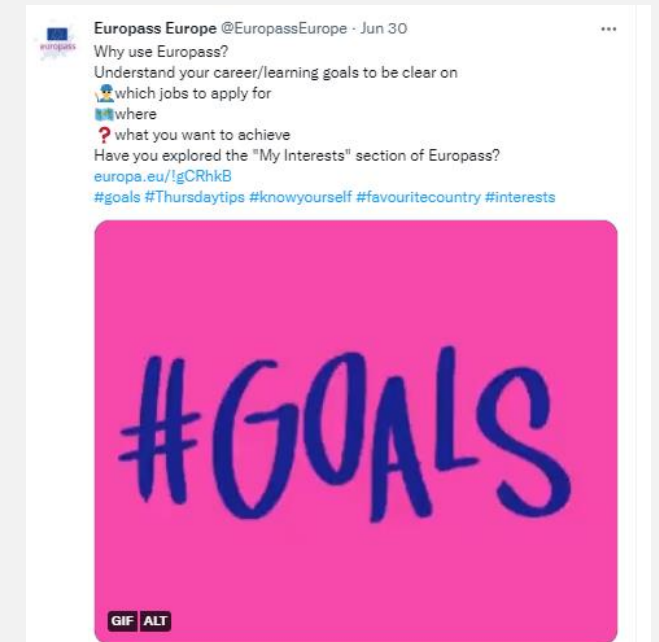 europass
Europass Europe @EuropassEurope · Jun 30
Why use Europass?
Understand your career/learning goals to be clear on
which jobs to apply for
where
❓ what you want to achieve
Have you explored the "My Interests" section of Europass?
europa.eu/!gCRhkB
#goals #Thursdaytips #knowyourself #favouritecountry #interests
#GOALS
GIF ALT